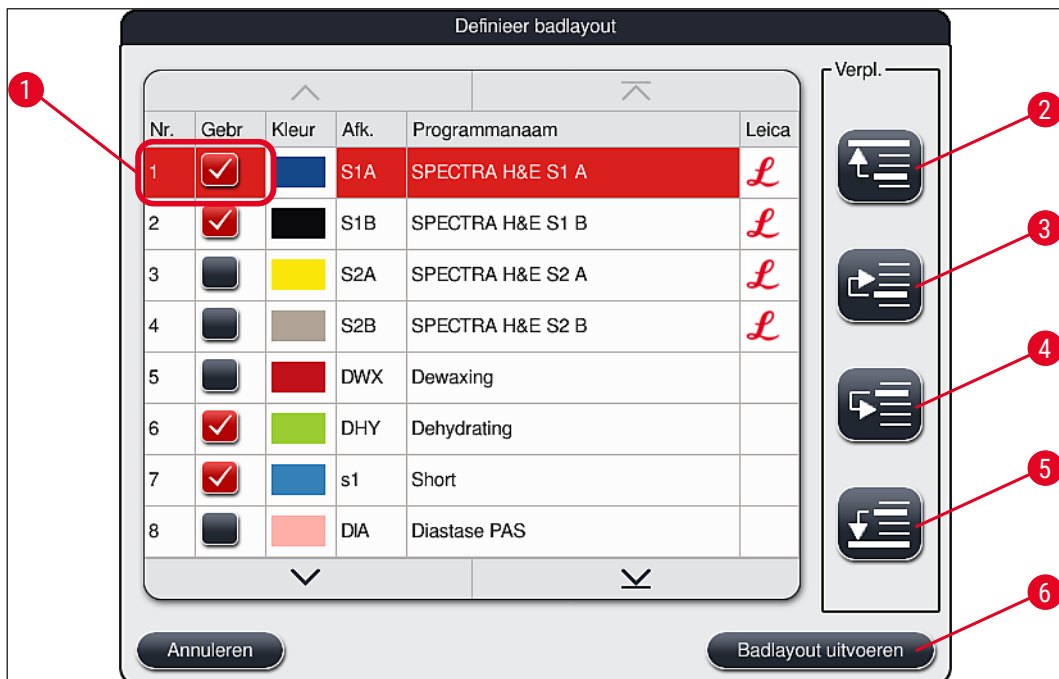 Definieer badlayout
Verpl.
1
2
3
4
5
6
Nr. Gebr Kleur Afk. Programmanaam Leica
1 S1A SPECTRA H&E S1 A L
2 S1B SPECTRA H&E S1 B L
3 S2A SPECTRA H&E S2 A L
4 S2B SPECTRA H&E S2 B L
5 DWX Dewaxing
6 DHY Dehydrating
7 s1 Short
8 DIA Diastase PAS
Annuleren
Badlayout uitvoeren